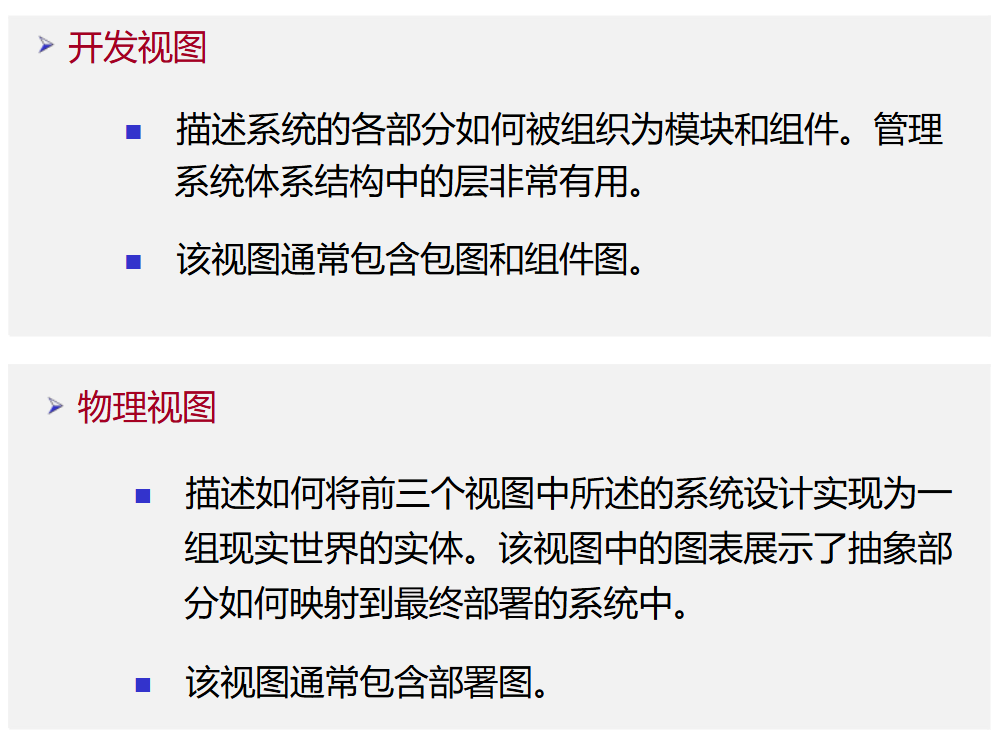 开发视图
描述系统的各部分如何被组织为模块和组件。管理
系统体系结构中的层非常有用。
该视图通常包含包图和组件图。
物理视图
描述如何将前三个视图中所述的系统设计实现为一
组现实世界的实体。该视图中的图表展示了抽象部
分如何映射到最终部署的系统中。
该视图通常包含部署图。